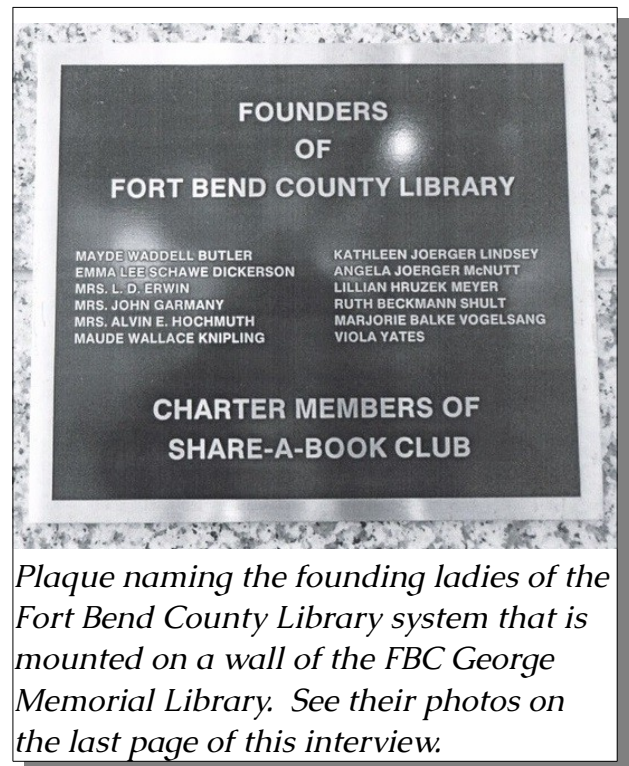 FOUNDERS
OF
FORT BEND COUNTY LIBRARY
MAYDE WADDELL BUTLER
EMMA LEE SCHAWE DICKERSON
MRS. L. D. ERWIN
MRS. JOHN GARMANY
MRS. ALVIN E. HOCHMUTH
MAUDE WALLACE KNIPLING
KATHLEEN JOERGER LINDSEY
ANGELA JOERGER McNUTT
LILLIAN HRUZEK MEYER
RUTH BECKMANN SHULT
MARJORIE BALKE VOGELSANG
VIOLA YATES
CHARTER MEMBERS OF
SHARE-A-BOOK CLUB
Plaque naming the founding ladies of the
Fort Bend County Library system that is
mounted on a wall of the FBC George
Memorial Library. See their photos on
the last page of this interview.